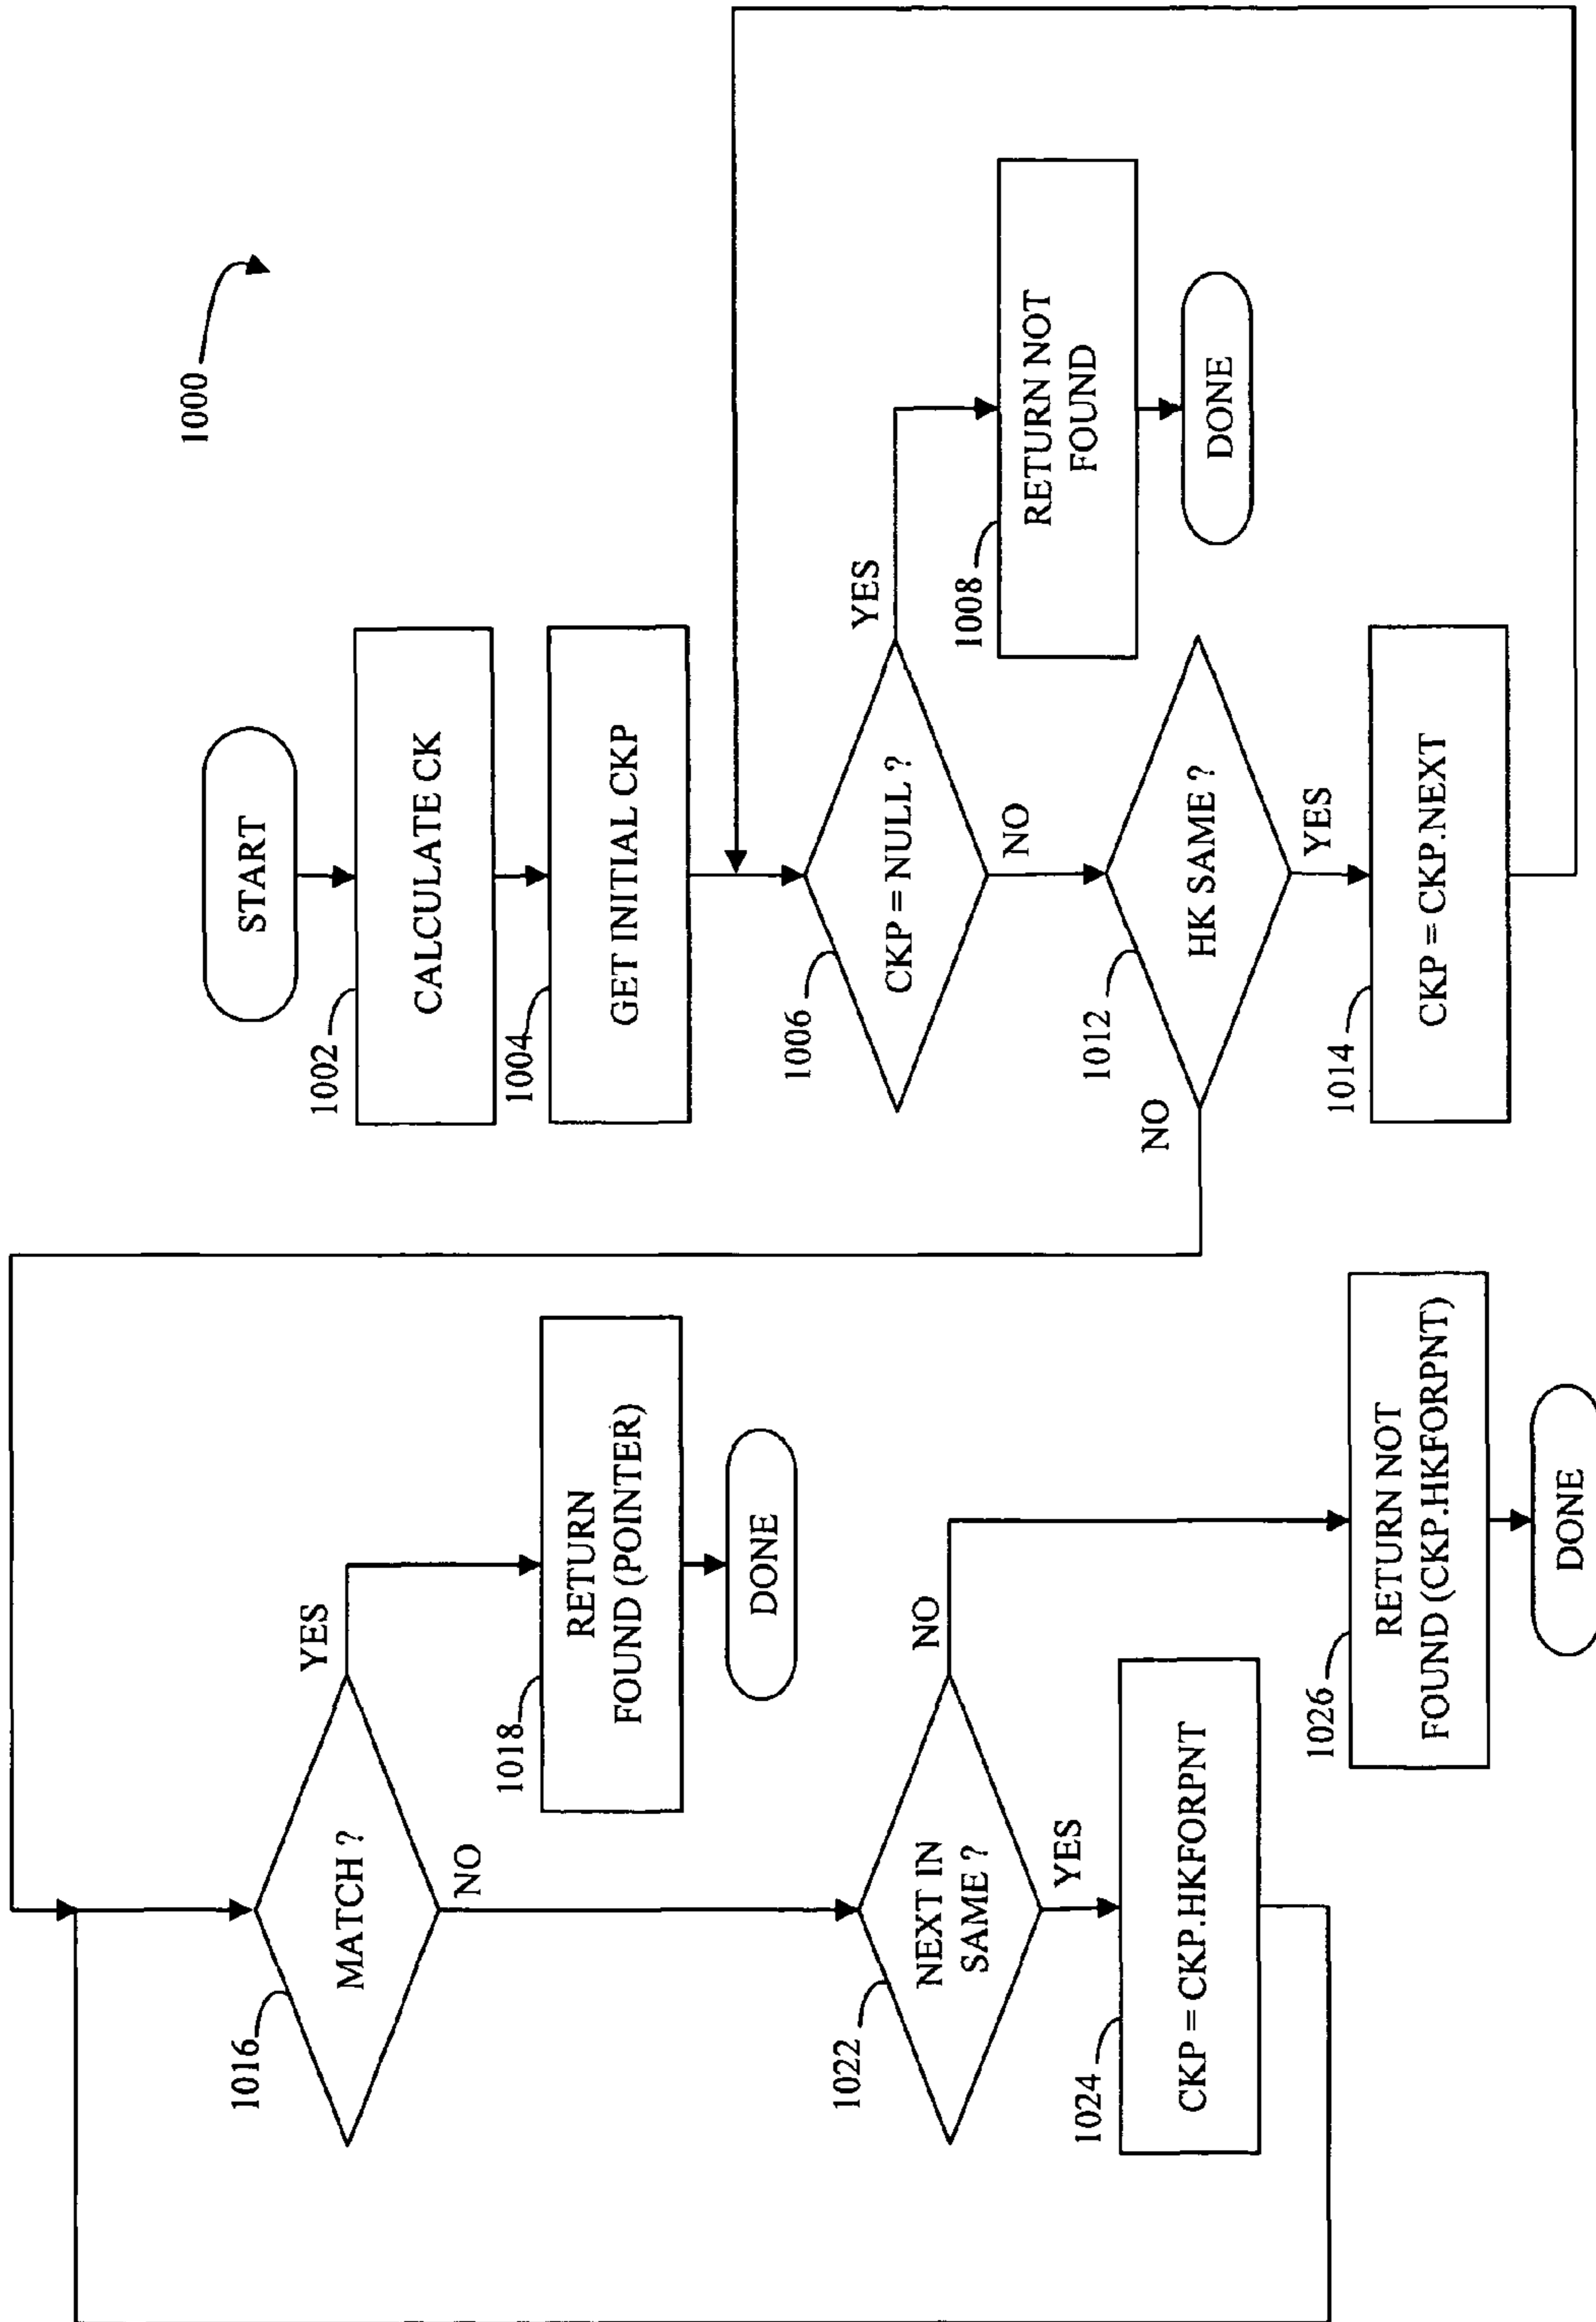 1000
START
1002
CALCULATE CK
1004
GET INITIAL CKP
1006
CKP = NULL ?
YES
1008
RETURN NOT
FOUND
DONE
NO
1012
HK SAME ?
NO
YES
1014
CKP = CKP.NEXT
1016
MATCH ?
YES
1018
RETURN
FOUND (POINTER)
DONE
NO
1022
NEXT IN
SAME ?
NO
YES
1024
CKP = CKP.HKFORPNT
1026
RETURN NOT
FOUND (CKP.HKFORPNT)
DONE